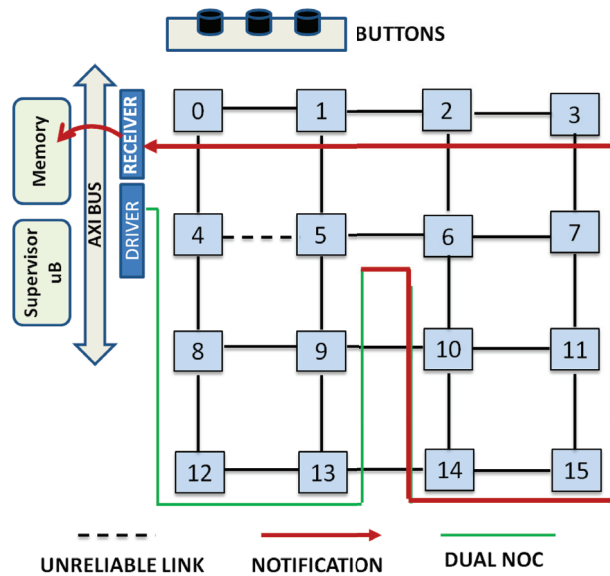 BUTTONS
Memory
Supervisor
uB
AXI BUS
RECEIVER
DRIVER
0
1
2
3
4
5
6
7
8
9
10
11
12
13
14
15
UNRELIABLE LINK
NOTIFICATION
DUAL NOC